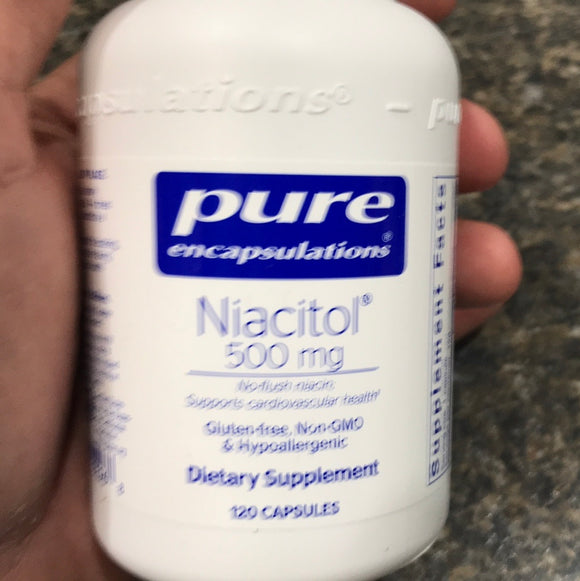 pure
encapsulations®
Niacitol®
500 mg
No-flush niacin
Supports cardiovascular health‡
Gluten-free, Non-GMO
& Hypoallergenic
Dietary Supplement
120 CAPSULES
Supplement Facts